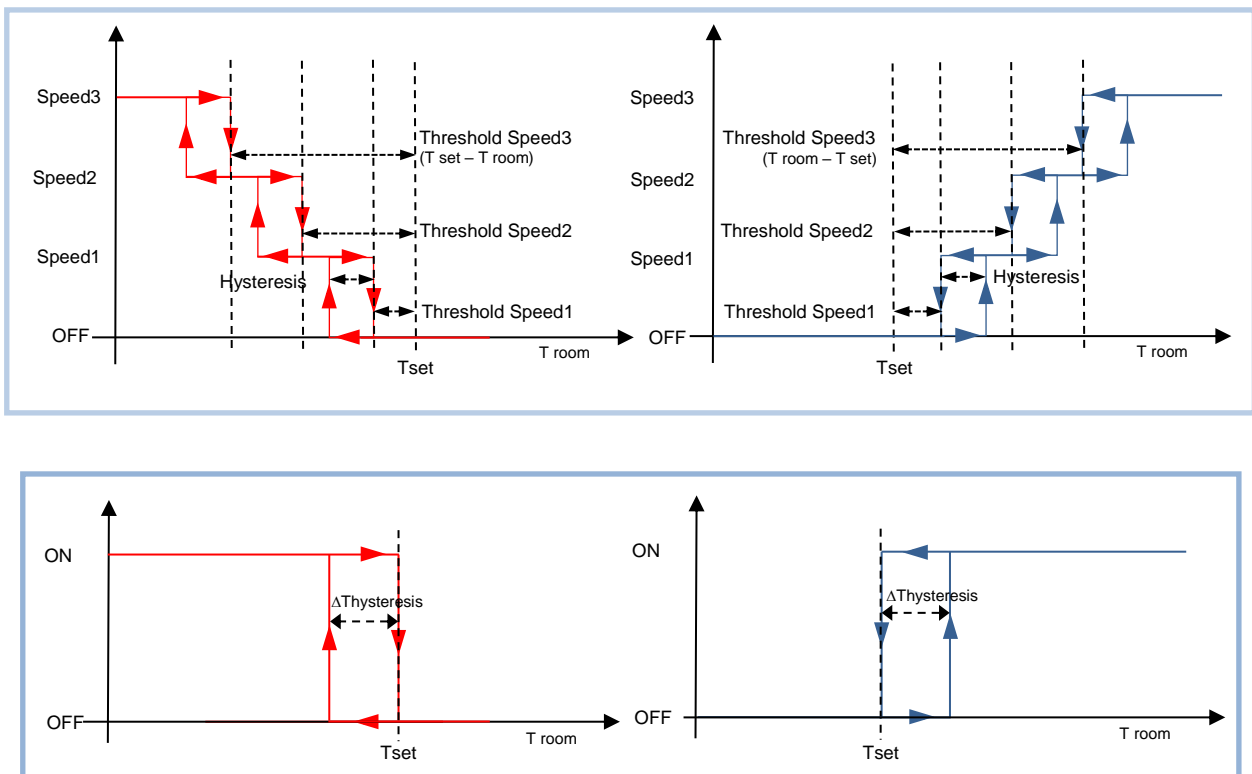 Speed3
Threshold Speed3
(T set – T room)
Speed2
Threshold Speed2
Speed1
Hysteresis
Threshold Speed1
OFF
T room
Tset
Speed3
Threshold Speed3
(T room – T set)
Speed2
Threshold Speed2
Speed1
Hysteresis
Threshold Speed1
OFF
T room
Tset
ON
ΔThysteresis
OFF
T room
Tset
ON
ΔThysteresis
OFF
T room
Tset